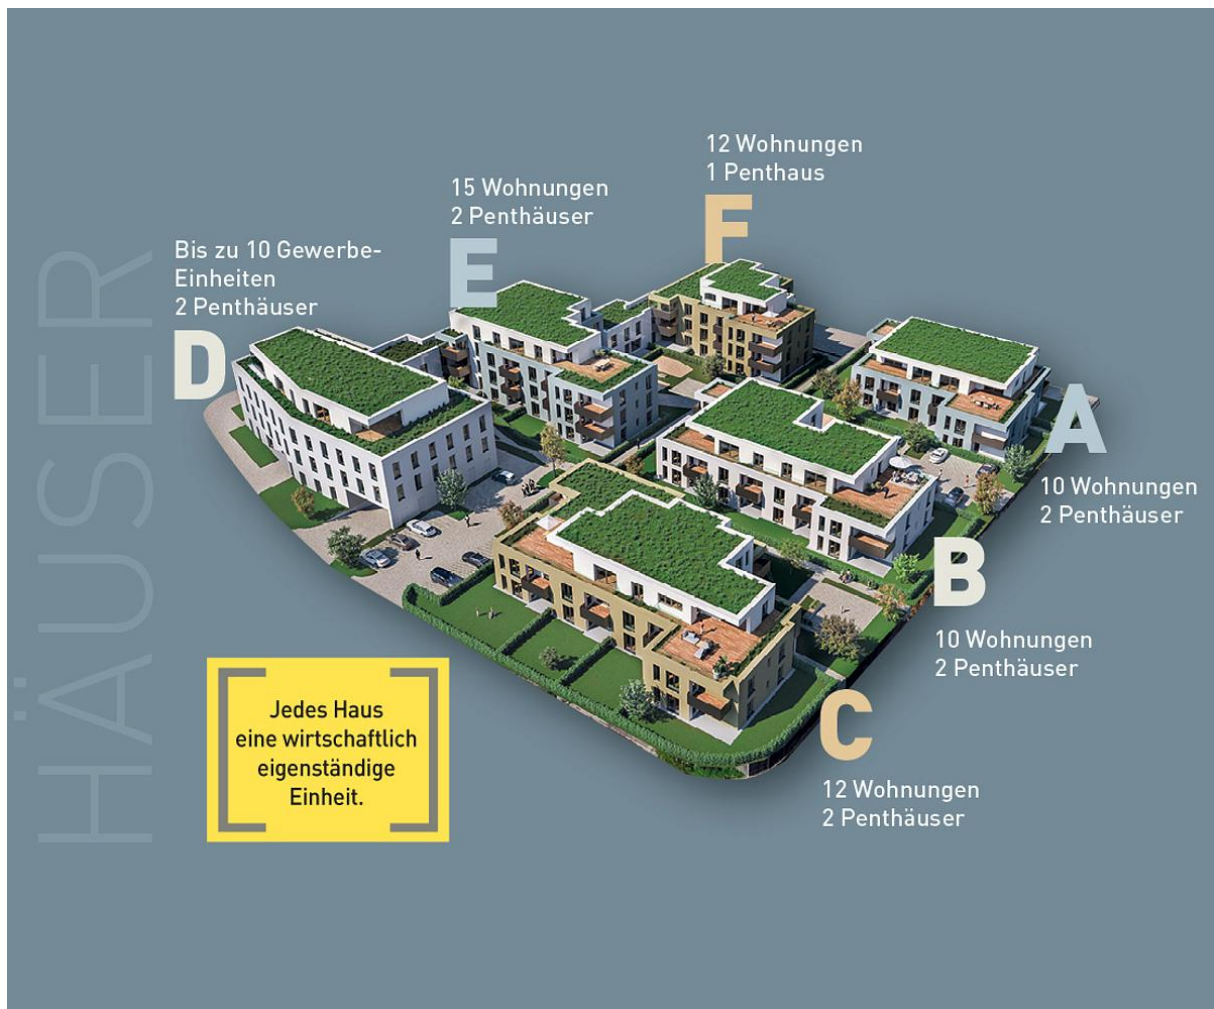 HÄUSER
12 Wohnungen
1 Penthaus
F
15 Wohnungen
2 Penthäuser
E
Bis zu 10 Gewerbe-
Einheiten
2 Penthäuser
D
A
10 Wohnungen
2 Penthäuser
B
10 Wohnungen
2 Penthäuser
C
12 Wohnungen
2 Penthäuser
Jedes Haus
eine wirtschaftlich
eigenständige
Einheit.